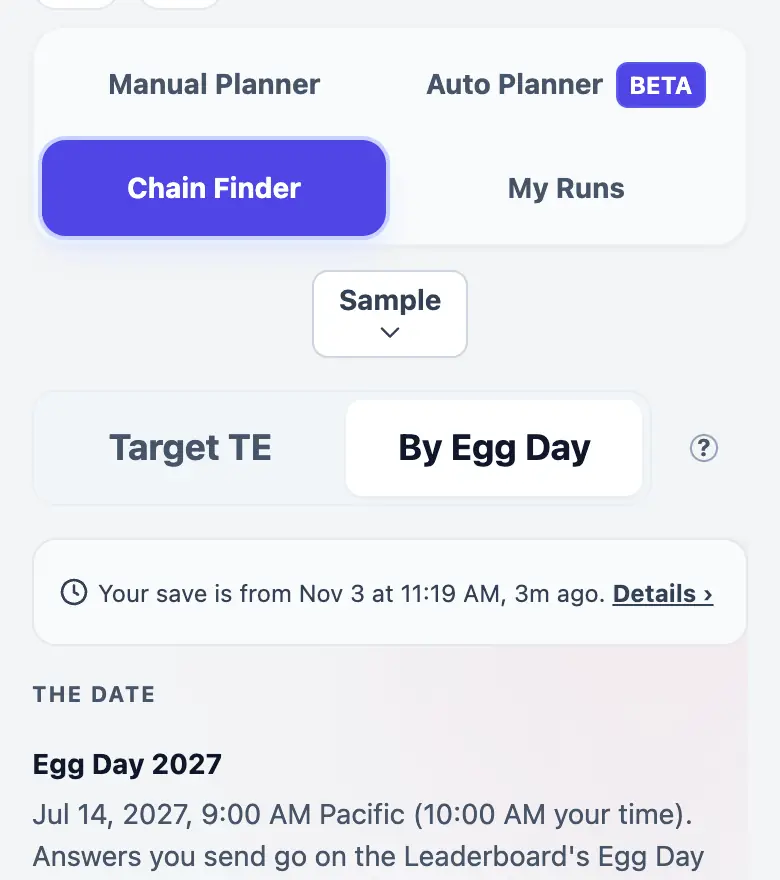 Manual Planner
Auto Planner BETA
Chain Finder
My Runs
Sample
Target TE
By Egg Day
?
Your save is from Nov 3 at 11:19 AM, 3m ago. Details ›
THE DATE
Egg Day 2027
Jul 14, 2027, 9:00 AM Pacific (10:00 AM your time).
Answers you send go on the Leaderboard's Egg Day